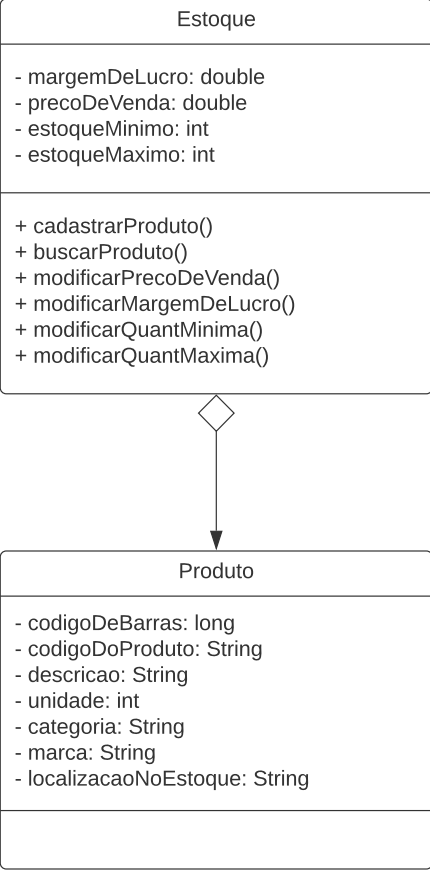 Estoque
- margemDeLucro: double
- precoDeVenda: double
- estoqueMinimo: int
- estoqueMaximo: int
+ cadastrarProduto()
+ buscarProduto()
+ modificarPrecoDeVenda()
+ modificarMargemDeLucro()
+ modificarQuantMinima()
+ modificarQuantMaxima()
Produto
- codigoDeBarras: long
- codigoDoProduto: String
- descricao: String
- unidade: int
- categoria: String
- marca: String
- localizacaoNoEstoque: String